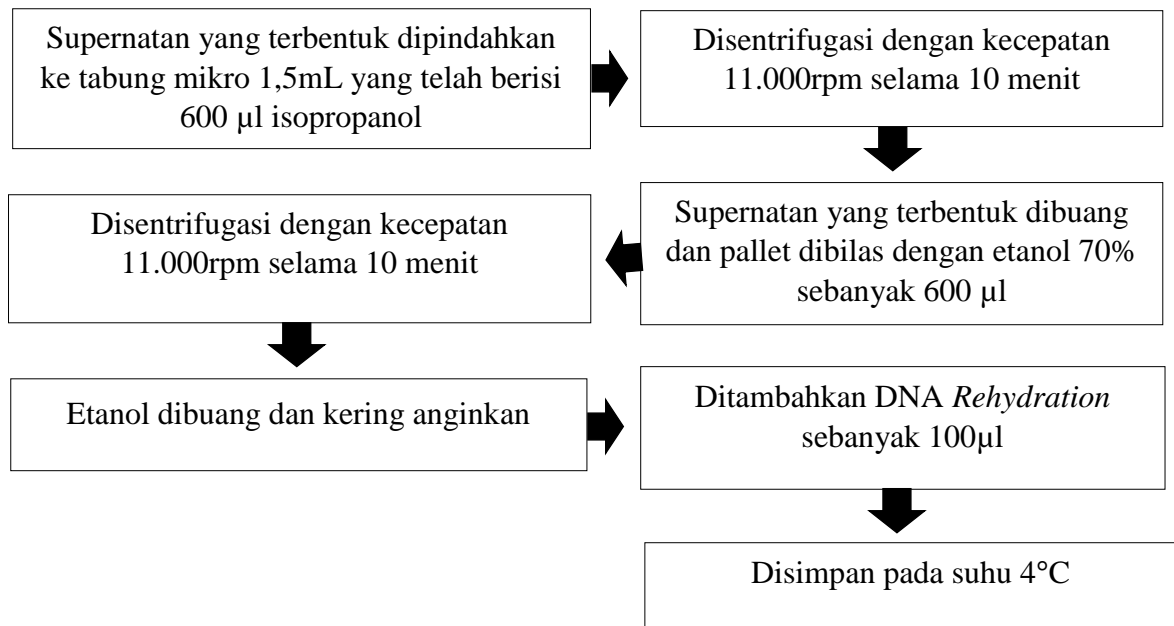 Supernatan yang terbentuk dipindahkan
ke tabung mikro 1,5mL yang telah berisi
600 µl isopropanol
Disentrifugasi dengan kecepatan
11.000rpm selama 10 menit
Supernatan yang terbentuk dibuang
dan pallet dibilas dengan etanol 70%
sebanyak 600 µl
Disentrifugasi dengan kecepatan
11.000rpm selama 10 menit
Etanol dibuang dan kering anginkan
Ditambahkan DNA Rehydration
sebanyak 100µl
Disimpan pada suhu 4°C